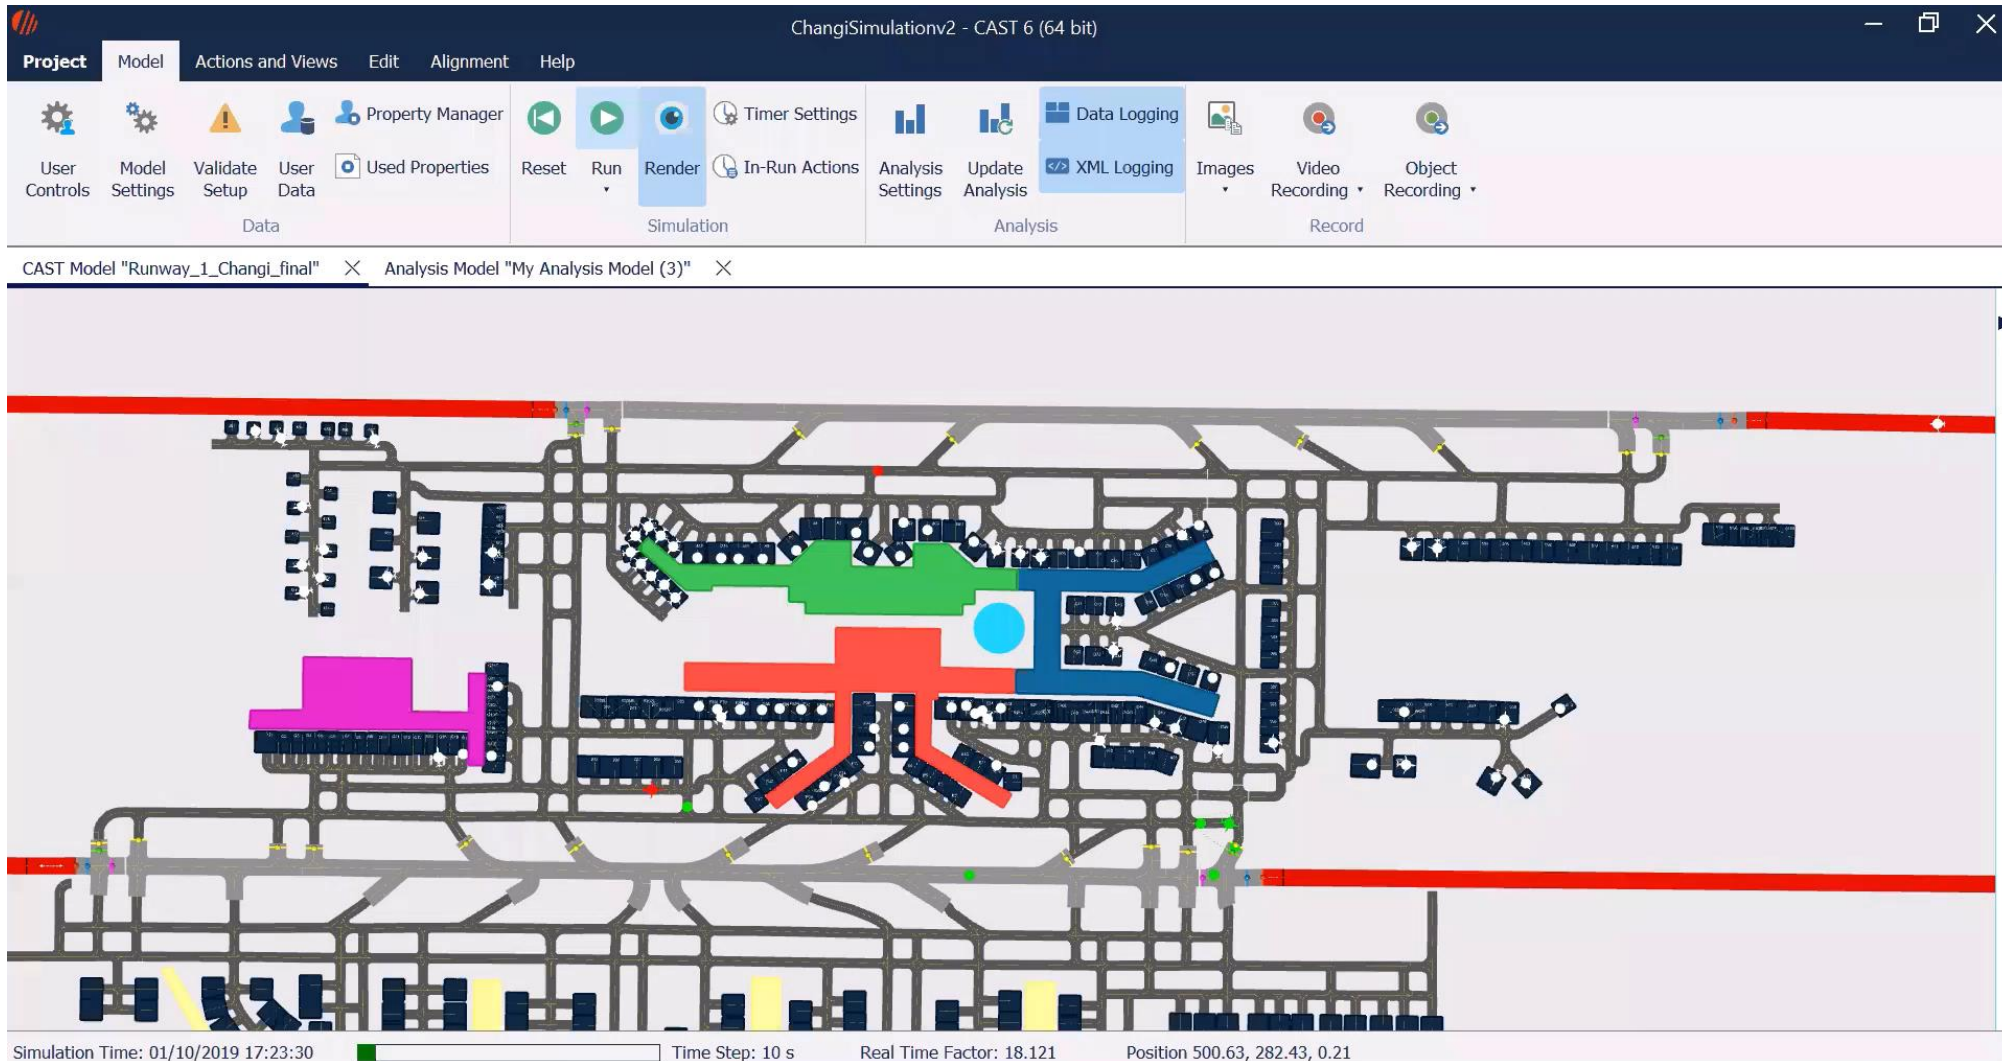 ChangiSimulationv2 - CAST 6 (64 bit)
Project Model Actions and Views Edit Alignment Help
User Controls
Model Settings
Validate Setup
User Data
Property Manager
Used Properties
Data
Reset
Run
Render
Timer Settings
In-Run Actions
Simulation
Analysis Settings
Update Analysis
Data Logging
XML Logging
Analysis
Images
Video Recording
Object Recording
Record
CAST Model "Runway_1_Changi_final"
Analysis Model "My Analysis Model (3)"
Simulation Time: 01/10/2019 17:23:30
Time Step: 10 s
Real Time Factor: 18.121
Position 500.63, 282.43, 0.21